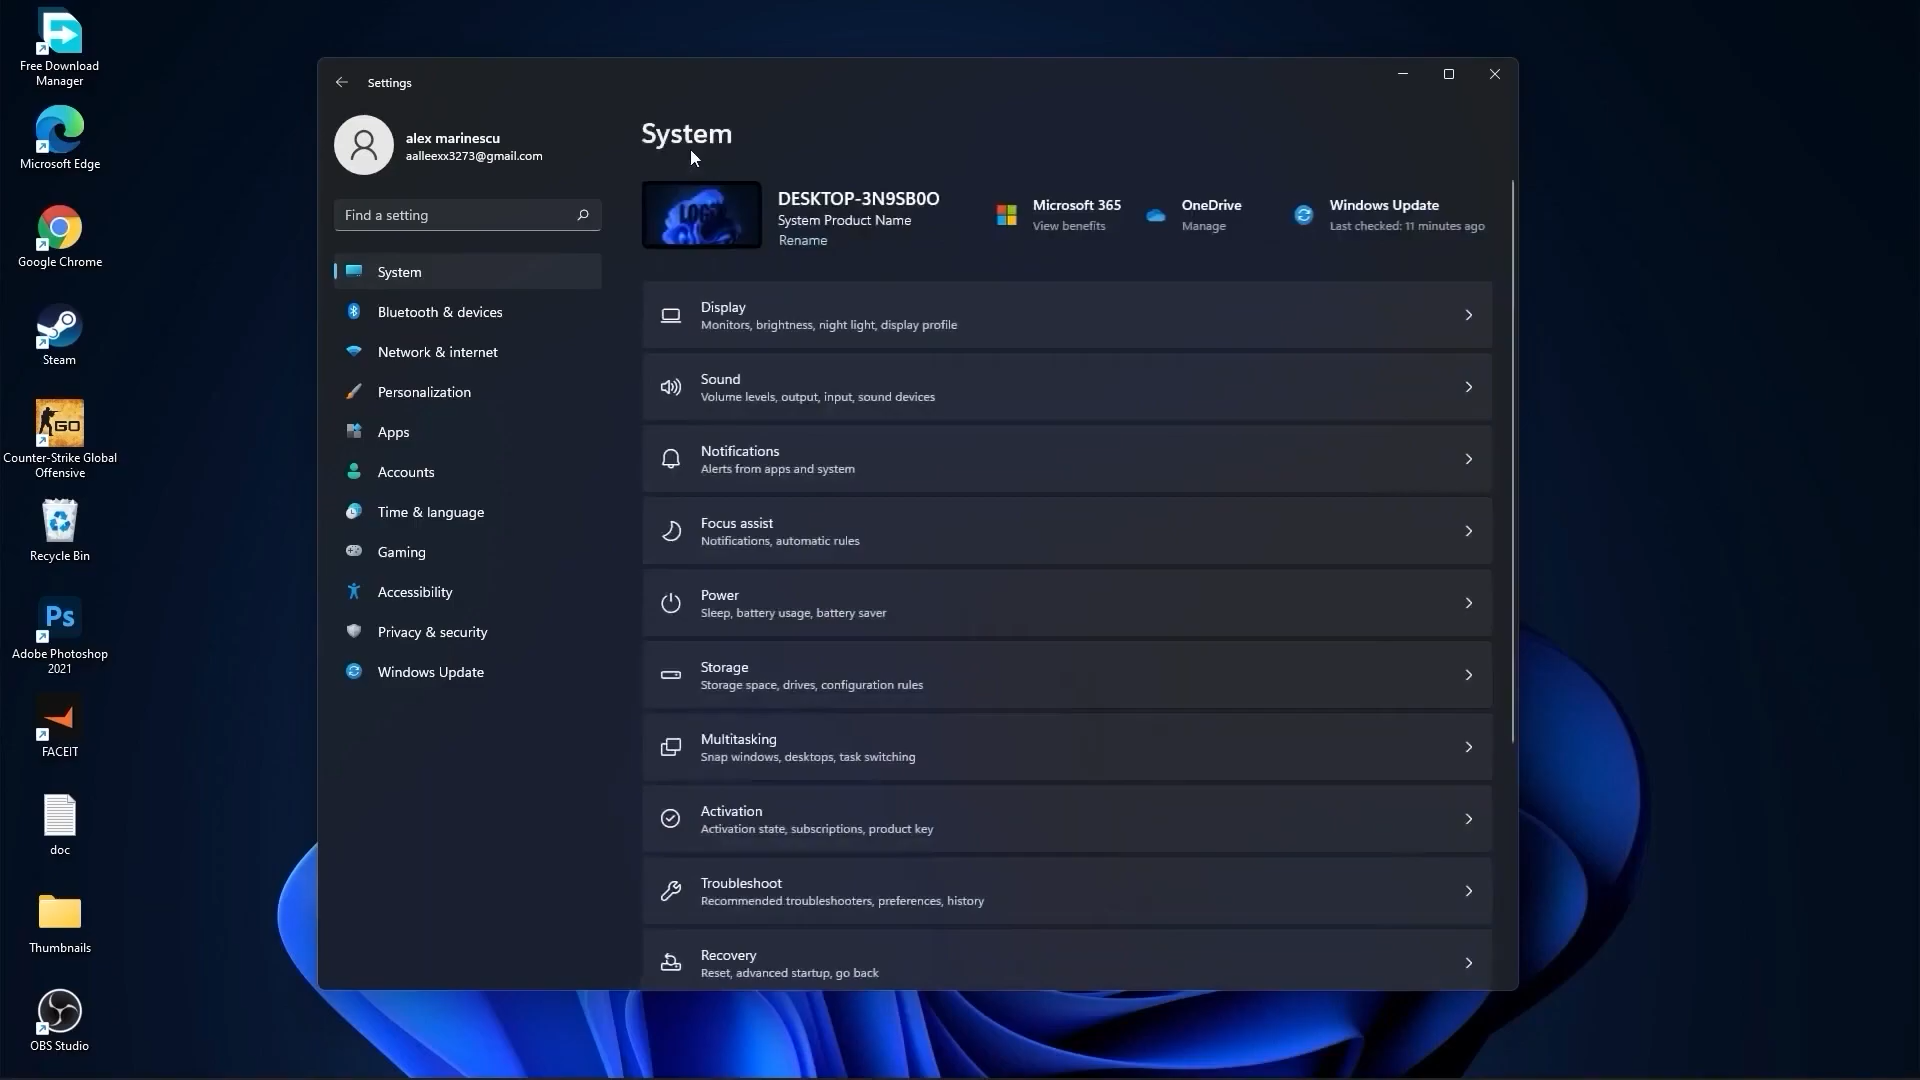 Free Download
Manager
Microsoft Edge
Google Chrome
Steam
GO
Counter-Strike Global
Offensive
Recycle Bin
Ps
Adobe Photoshop
2021
FACEIT
doc
Thumbnails
OBS Studio
Settings
alex marinescu
aalleexx3273@gmail.com
Find a setting
System
Bluetooth & devices
Network & internet
Personalization
Apps
Accounts
Time & language
Gaming
Accessibility
Privacy & security
Windows Update
System
DESKTOP-3N9SB0O
System Product Name
Rename
Microsoft 365
View benefits
OneDrive
Manage
Windows Update
Last checked: 11 minutes ago
Display
Monitors, brightness, night light, display profile
Sound
Volume levels, output, input, sound devices
Notifications
Alerts from apps and system
Focus assist
Notifications, automatic rules
Power
Sleep, battery usage, battery saver
Storage
Storage space, drives, configuration rules
Multitasking
Snap windows, desktops, task switching
Activation
Activation state, subscriptions, product key
Troubleshoot
Recommended troubleshooters, preferences, history
Recovery
Reset, advanced startup, go back